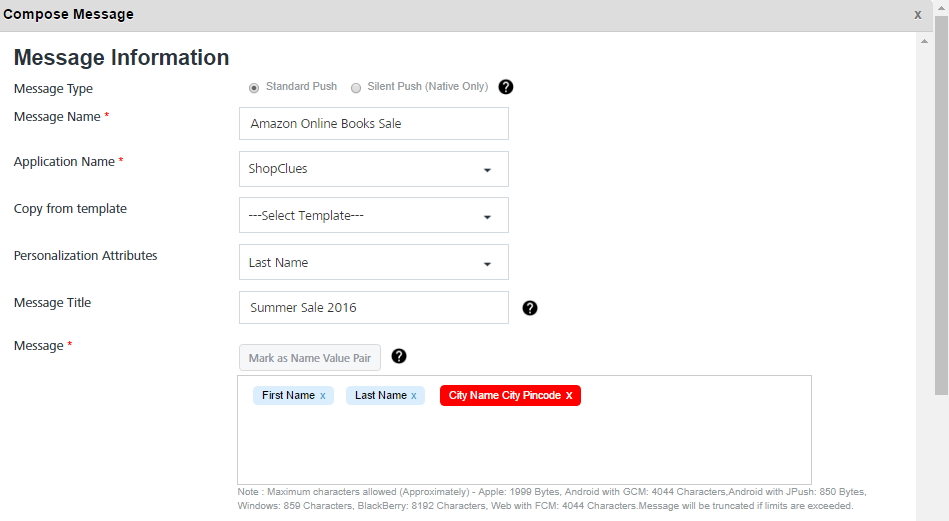 Compose Message x
Message Information
Message Type Standard Push Silent Push (Native Only) ?
Message Name * Amazon Online Books Sale
Application Name * ShopClues
Copy from template ---Select Template---
Personalization Attributes Last Name
Message Title Summer Sale 2016 ?
Message * Mark as Name Value Pair ?
First Name x Last Name x City Name City Pincode x
Note : Maximum characters allowed (Approximately) - Apple: 1999 Bytes, Android with GCM: 4044 Characters,Android with JPush: 850 Bytes,
Windows: 859 Characters, BlackBerry: 8192 Characters, Web with FCM: 4044 Characters.Message will be truncated if limits are exceeded.